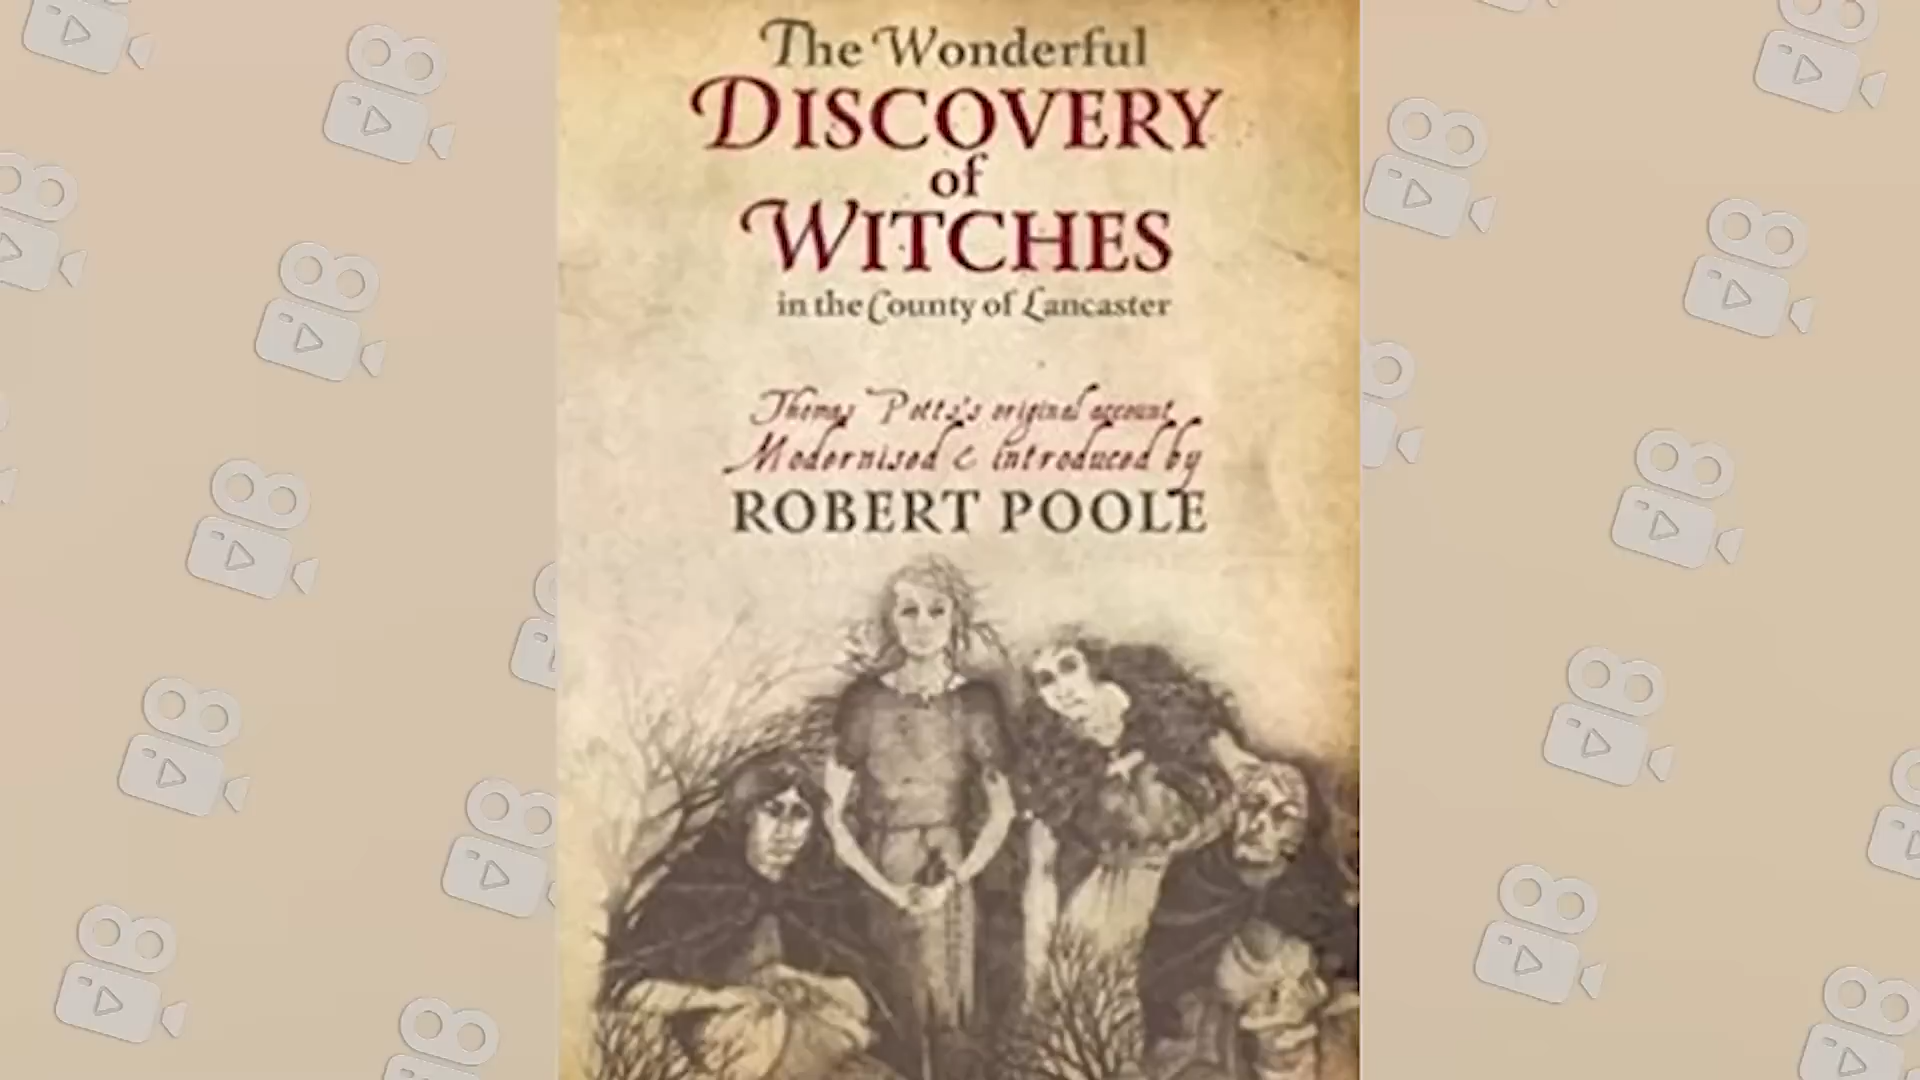 The Wonderful
DISCOVERY
of
WITCHES
in the County of Lancaster
Thomas Potts's original account
Modernised & introduced by
ROBERT POOLE